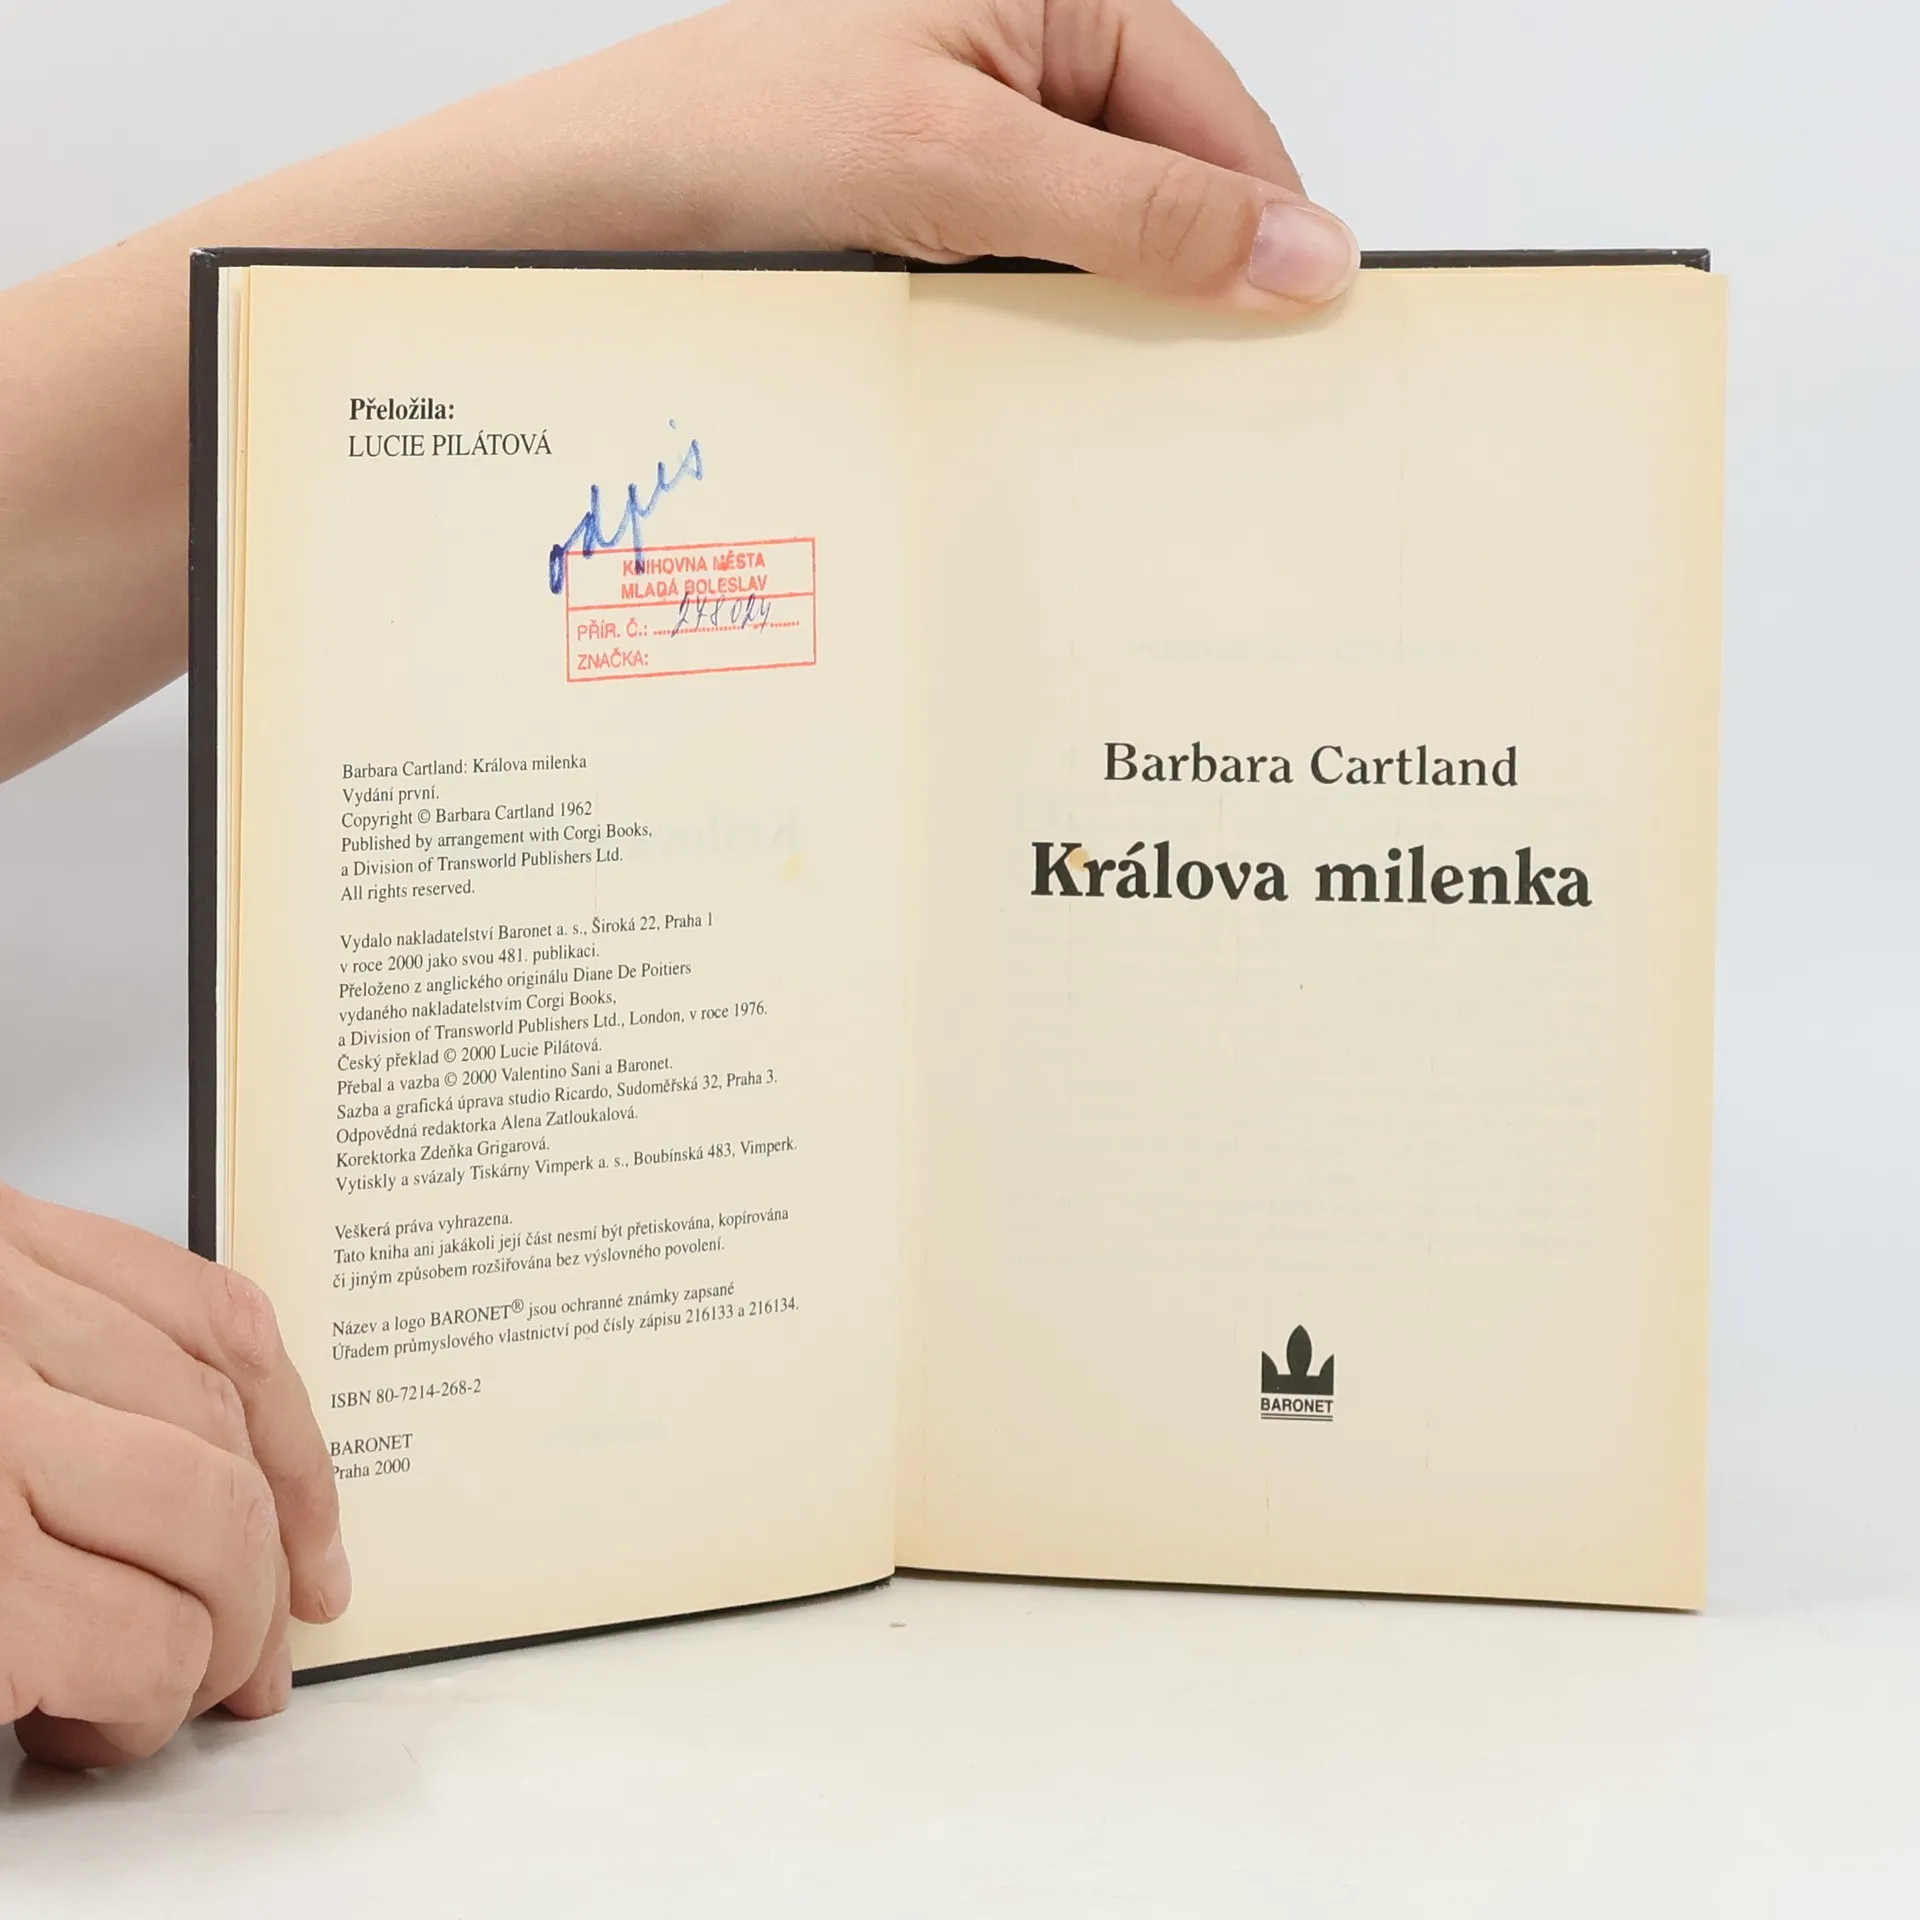 Přeložila:
LUCIE PILÁTOVÁ
odpis
KNIHOVNA MĚSTA
MLADÁ BOLESLAV
PŘÍR. Č.: 278024
ZNAČKA:
Barbara Cartland: Králova milenka
Vydání první.
Copyright © Barbara Cartland 1962
Published by arrangement with Corgi Books,
a Division of Transworld Publishers Ltd.
All rights reserved.
Vydalo nakladatelství Baronet a. s., Široká 22, Praha 1
v roce 2000 jako svou 481. publikaci.
Přeloženo z anglického originálu Diane De Poitiers
vydaného nakladatelstvím Corgi Books,
a Division of Transworld Publishers Ltd., London, v roce 1976.
Český překlad © 2000 Lucie Pilátová.
Přebal a vazba © 2000 Valentino Sani a Baronet.
Sazba a grafická úprava studio Ricardo, Sudoměřská 32, Praha 3.
Odpovědná redaktorka Alena Zatloukalová.
Korektorka Zdeňka Grigarová.
Vytiskly a svázaly Tiskárny Vimperk a. s., Boubínská 483, Vimperk.
Veškerá práva vyhrazena.
Tato kniha ani jakákoli její část nesmí být přetiskována, kopírována
či jiným způsobem rozšiřována bez výslovného povolení.
Název a logo BARONET® jsou ochranné známky zapsané
Úřadem průmyslového vlastnictví pod čísly zápisu 216133 a 216134.
ISBN 80-7214-268-2
BARONET
Praha 2000
Barbara Cartland
Králova milenka
BARONET